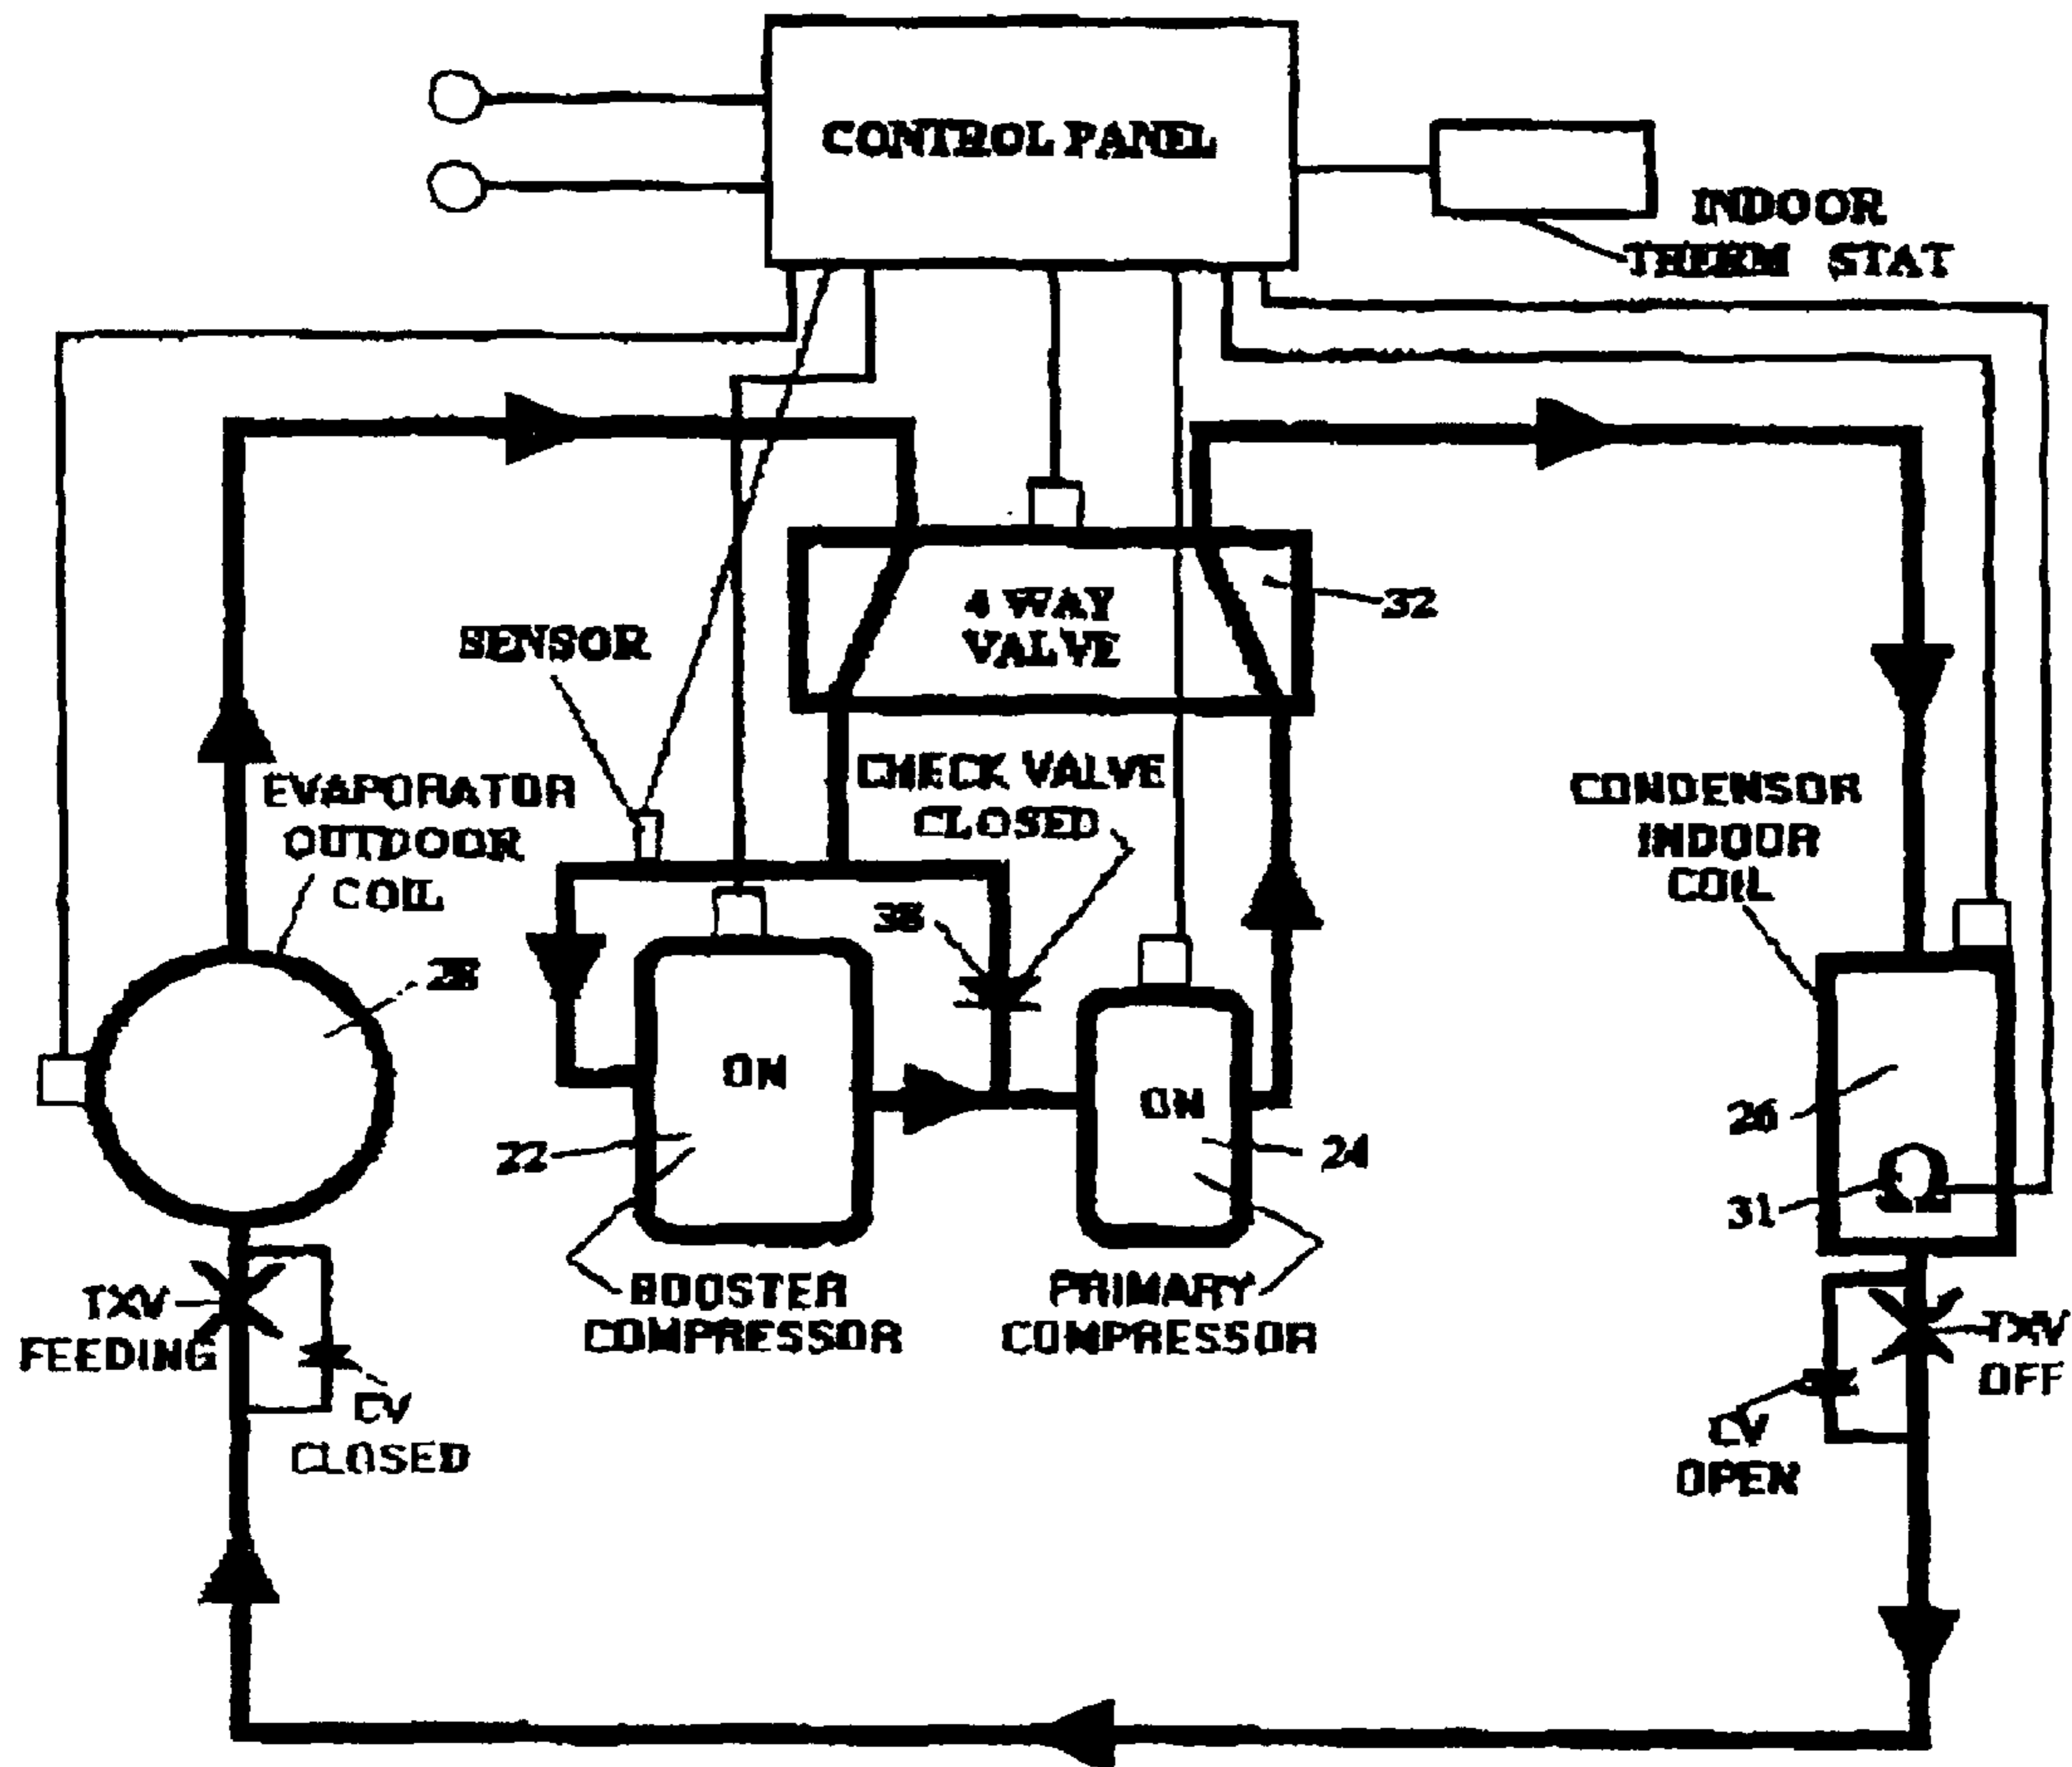 CONTROL PANEL
INDOOR
THERM STAT
4 WAY
VALVE
32
SENSOR
CHECK VALVE
CLOSED
EVAPORATOR
OUTDOOR
COIL
CONDENSOR
INDOOR
COIL
38
28
ON
ON
26
22
24
31
BOOSTER
COMPRESSOR
PRIMARY
COMPRESSOR
TXV
FEEDING
TXV
OFF
CV
CLOSED
CV
OPEN